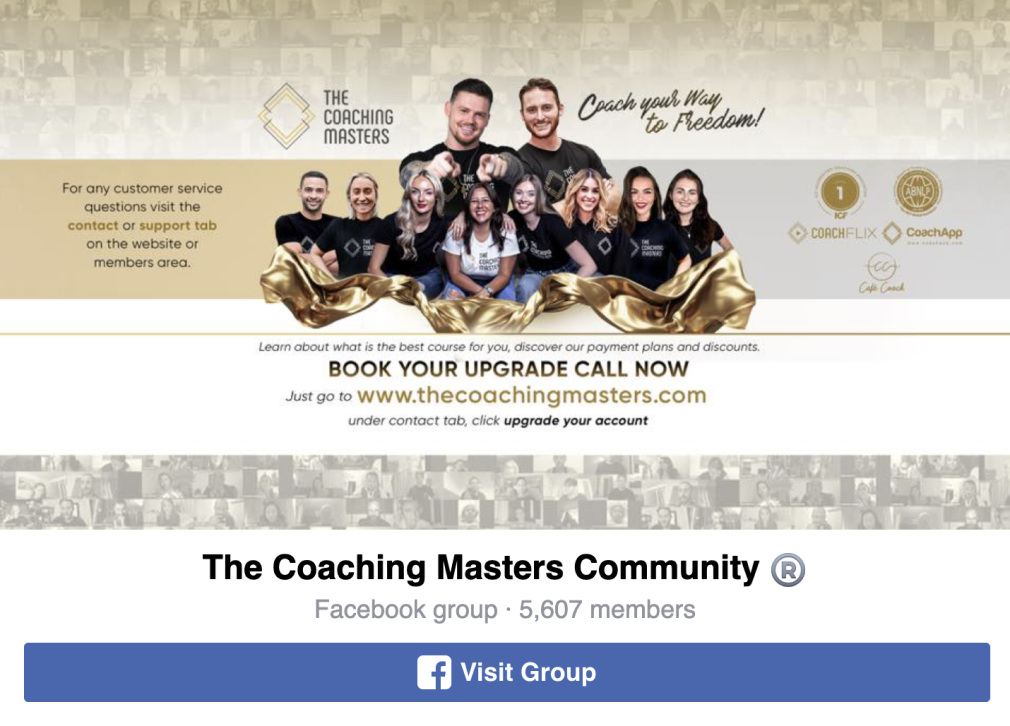 THE
COACHING
MASTERS
Coach your Way
to Freedom!
For any customer service
questions visit the
contact or support tab
on the website or
members area.
THE
COACHING
MASTERS
1
ICF
ABNLP
COACHFLIX
CoachApp
Café Coach
Learn about what is the best course for you, discover our payment plans and discounts.
BOOK YOUR UPGRADE CALL NOW
Just go to www.thecoachingmasters.com
under contact tab, click upgrade your account
The Coaching Masters Community ®
Facebook group · 5,607 members
Visit Group